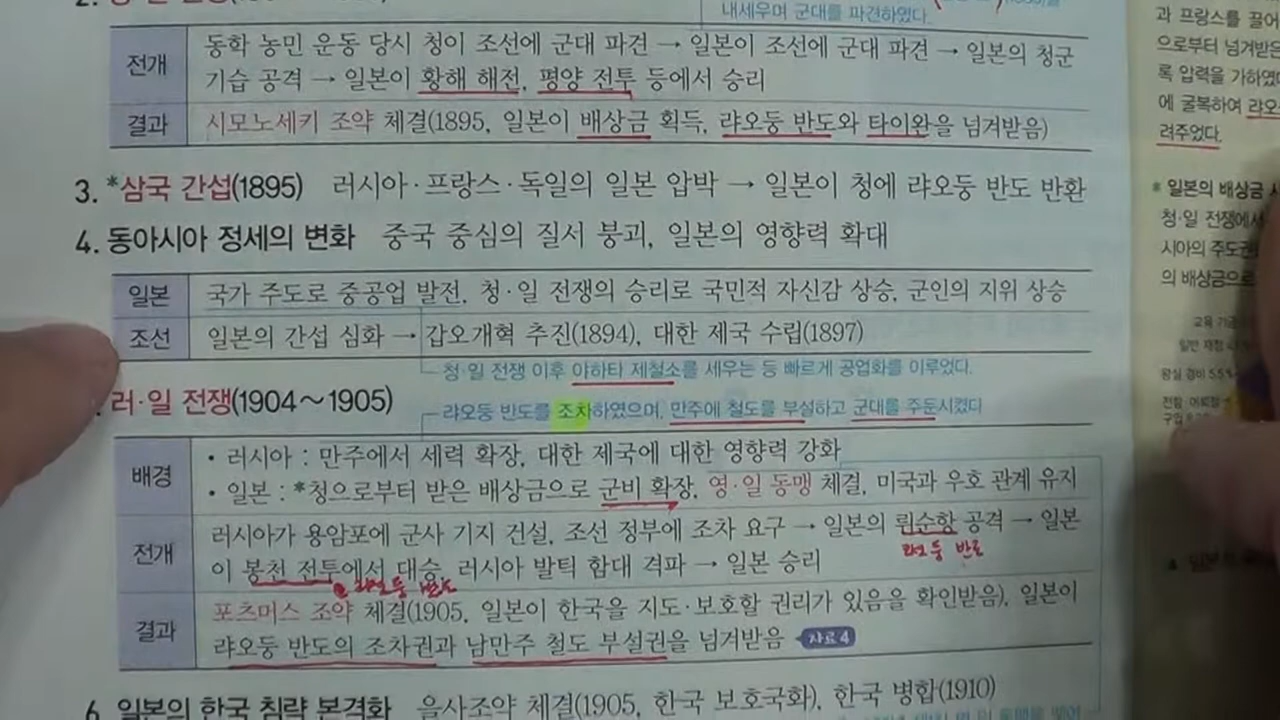 내세우며 군대를 파견하였다.
전개
동학 농민 운동 당시 청이 조선에 군대 파견 → 일본이 조선에 군대 파견 → 일본의 청군
기습 공격 → 일본이 황해 해전, 평양 전투 등에서 승리
결과
시모노세키 조약 체결(1895, 일본이 배상금 획득, 랴오둥 반도와 타이완을 넘겨받음)
3. *삼국 간섭(1895) 러시아·프랑스·독일의 일본 압박 → 일본이 청에 랴오둥 반도 반환
4. 동아시아 정세의 변화 중국 중심의 질서 붕괴, 일본의 영향력 확대
일본
국가 주도로 중공업 발전, 청·일 전쟁의 승리로 국민적 자신감 상승, 군인의 지위 상승
조선
일본의 간섭 심화 → 갑오개혁 추진(1894), 대한 제국 수립(1897)
청·일 전쟁 이후 야하타 제철소를 세우는 등 빠르게 공업화를 이루었다.
러·일 전쟁(1904～1905)
랴오둥 반도를 조차하였으며, 만주에 철도를 부설하고 군대를 주둔시켰다
배경
• 러시아 : 만주에서 세력 확장, 대한 제국에 대한 영향력 강화
• 일본 : *청으로부터 받은 배상금으로 군비 확장, 영·일 동맹 체결, 미국과 우호 관계 유지
전개
러시아가 용암포에 군사 기지 건설, 조선 정부에 조차 요구 → 일본의 뤼순항 공격 → 일본
랴오둥 반도
이 봉천 전투에서 대승, 러시아 발틱 함대 격파 → 일본 승리
랴오둥 반도
결과
포츠머스 조약 체결(1905, 일본이 한국을 지도·보호할 권리가 있음을 확인받음), 일본이
랴오둥 반도의 조차권과 남만주 철도 부설권을 넘겨받음 자료4
6. 일본의 한국 침략 본격화 을사조약 체결(1905, 한국 보호국화), 한국 병합(1910)
과 프랑스를 끌어
으로부터 넘겨받은
록 압력을 가하였다
에 굴복하여 랴오
려주었다.
* 일본의 배상금 사
청·일 전쟁에서
시아의 주도권
의 배상금으로